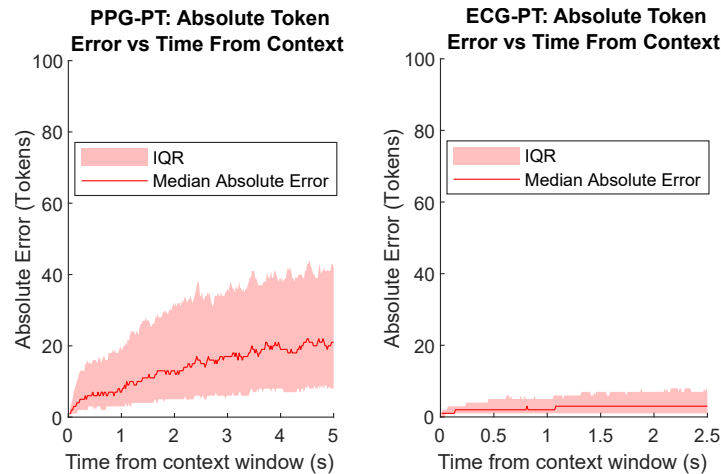 PPG-PT: Absolute Token
Error vs Time From Context
100
80
60
40
20
0
Absolute Error (Tokens)
IQR
Median Absolute Error
0
1
2
3
4
5
Time from context window (s)
ECG-PT: Absolute Token
Error vs Time From Context
100
80
60
40
20
0
Absolute Error (Tokens)
IQR
Median Absolute Error
0
0.5
1
1.5
2
2.5
Time from context window (s)